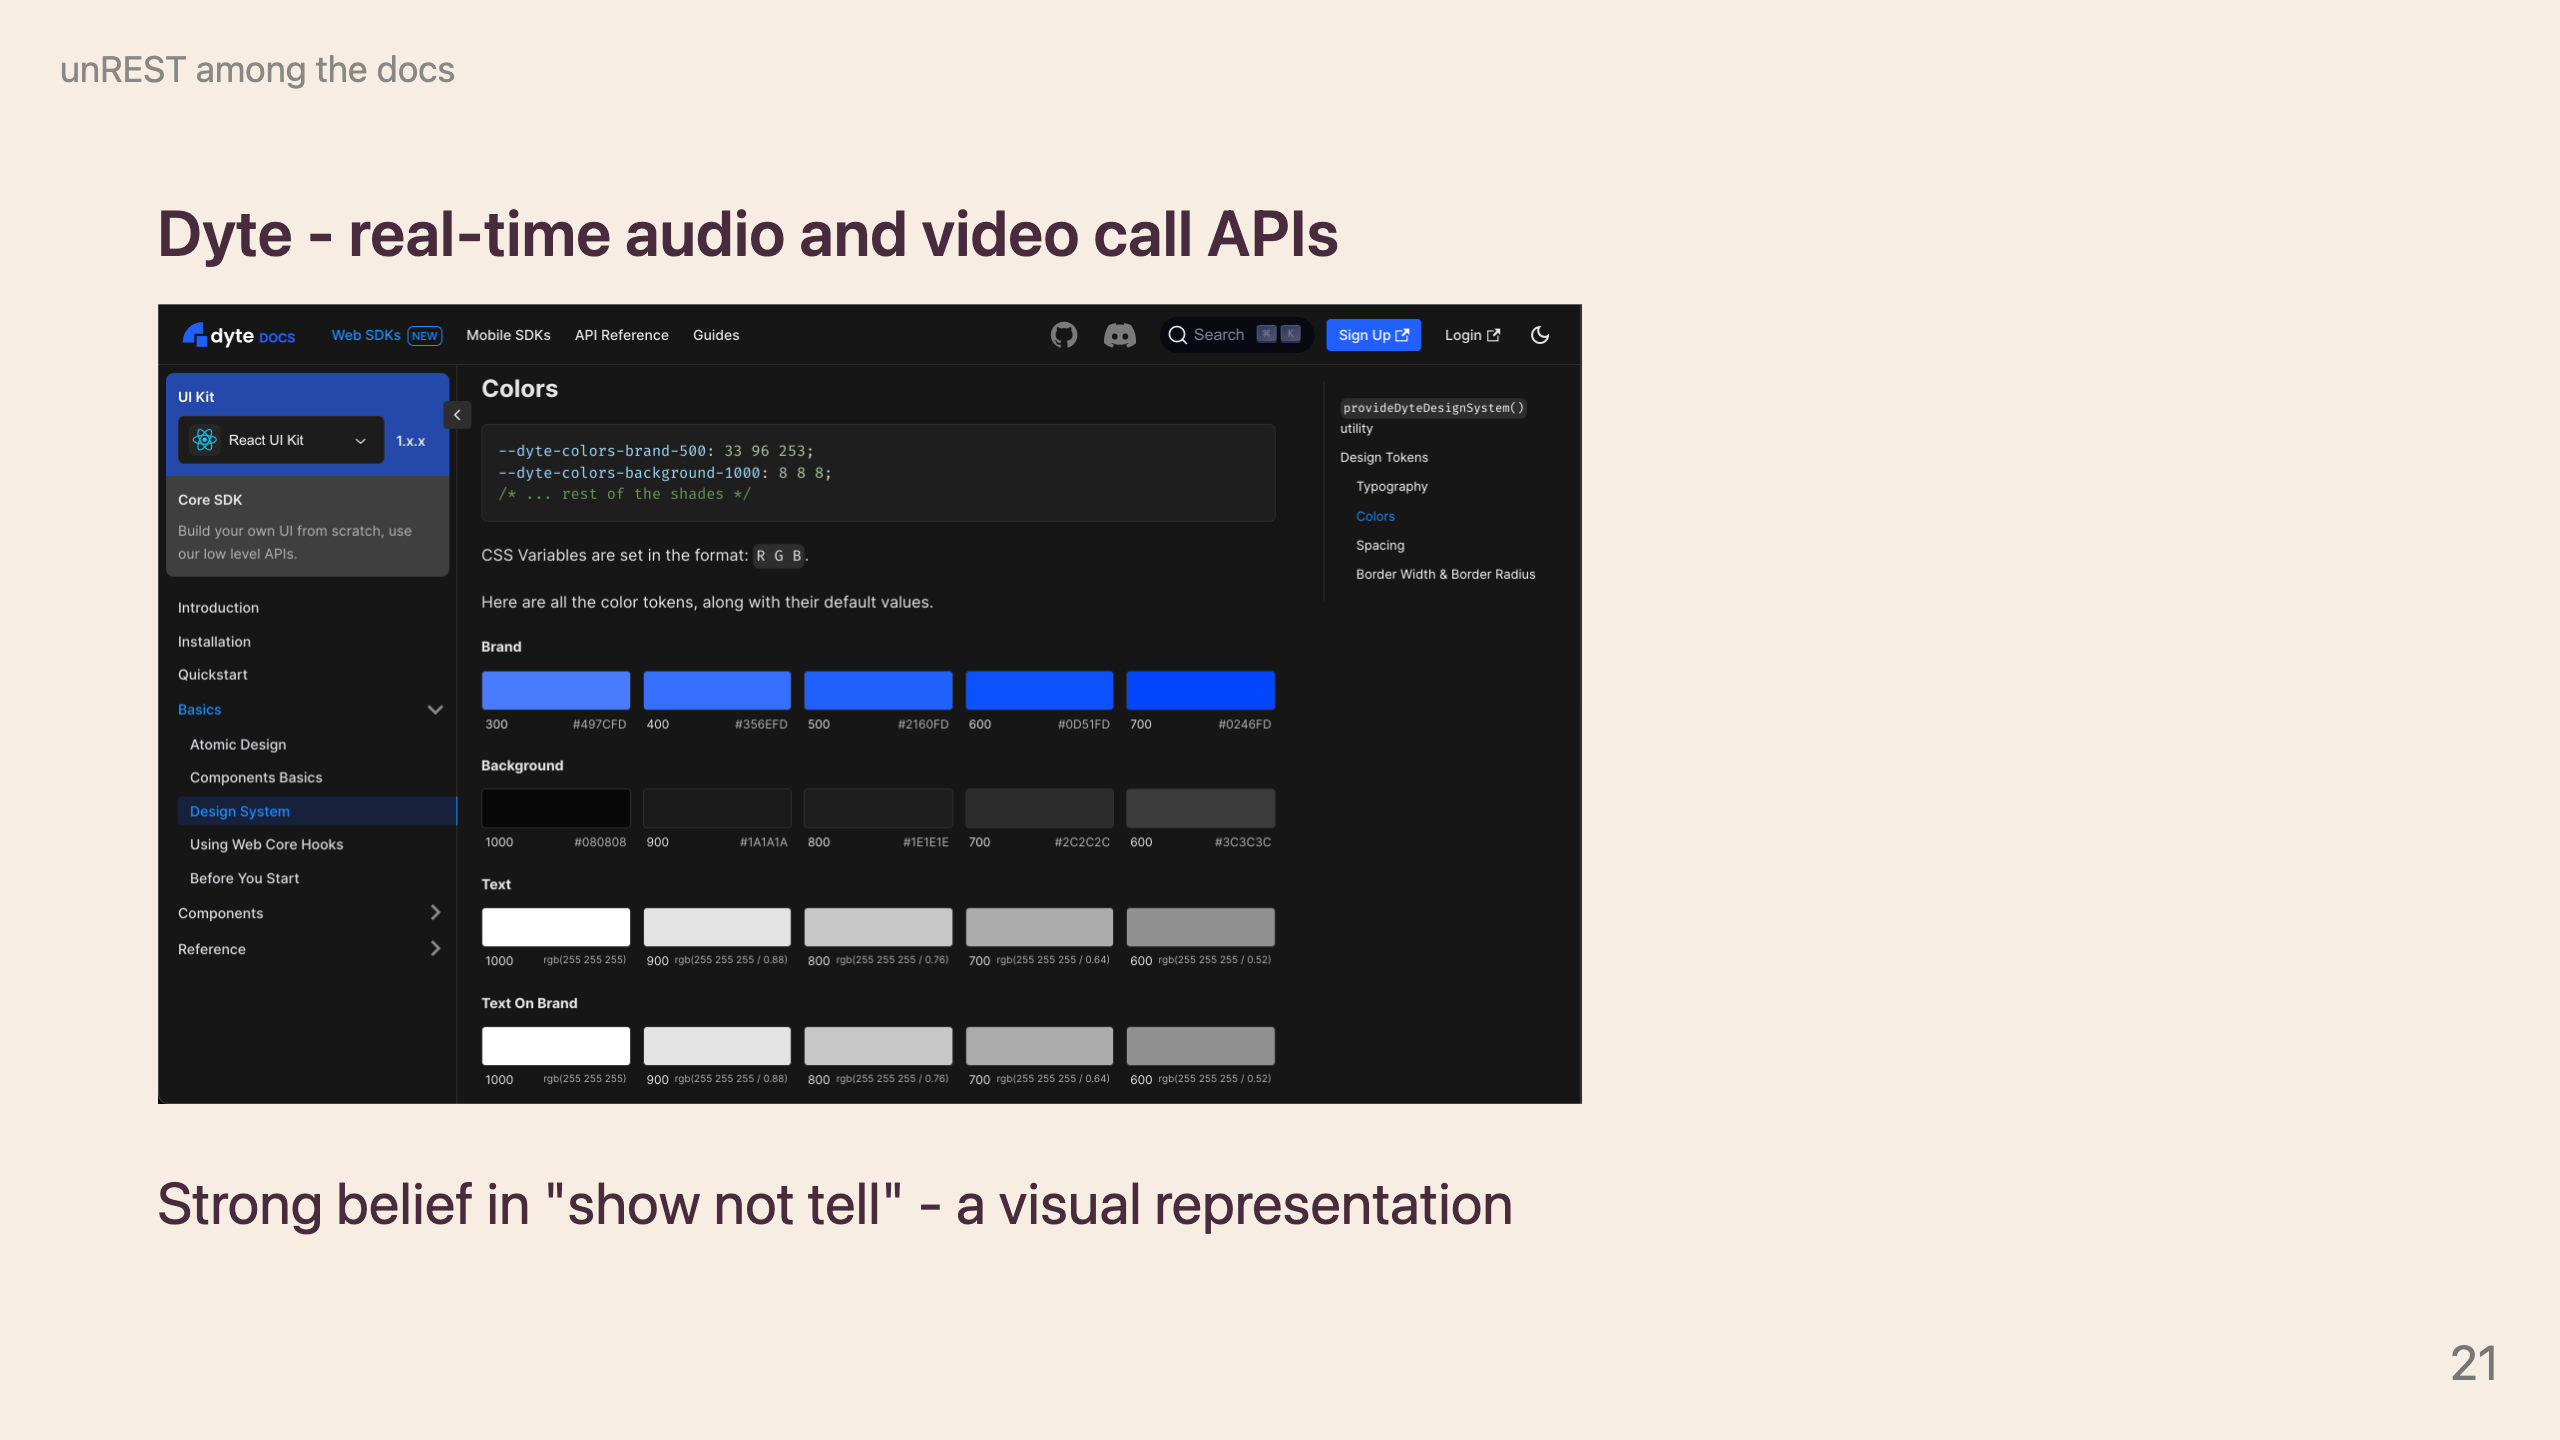 unREST among the docs
Dyte - real-time audio and video call APIs
dyte DOCS
Web SDKs NEW
Mobile SDKs
API Reference
Guides
Search ⌘ K
Sign Up
Login
UI Kit
React UI Kit
1.x.x
Core SDK
Build your own UI from scratch, use
our low level APIs.
Introduction
Installation
Quickstart
Basics
Atomic Design
Components Basics
Design System
Using Web Core Hooks
Before You Start
Components
Reference
Colors
--dyte-colors-brand-500: 33 96 253;
--dyte-colors-background-1000: 8 8 8;
/* ... rest of the shades */
CSS Variables are set in the format: R G B.
Here are all the color tokens, along with their default values.
Brand
300 #497CFD 400 #356EFD 500 #2160FD 600 #0D51FD 700 #0246FD
Background
1000 #080808 900 #1A1A1A 800 #1E1E1E 700 #2C2C2C 600 #3C3C3C
Text
1000 rgb(255 255 255) 900 rgb(255 255 255 / 0.88) 800 rgb(255 255 255 / 0.76) 700 rgb(255 255 255 / 0.64) 600 rgb(255 255 255 / 0.52)
Text On Brand
1000 rgb(255 255 255) 900 rgb(255 255 255 / 0.88) 800 rgb(255 255 255 / 0.76) 700 rgb(255 255 255 / 0.64) 600 rgb(255 255 255 / 0.52)
provideDyteDesignSystem()
utility
Design Tokens
Typography
Colors
Spacing
Border Width & Border Radius
Strong belief in "show not tell" - a visual representation
21